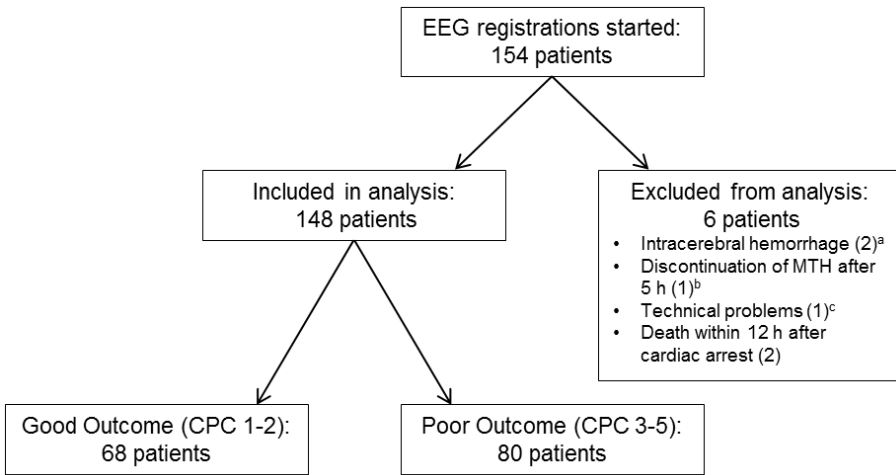 EEG registrations started:
154 patients
Included in analysis:
148 patients
Excluded from analysis:
6 patients
• Intracerebral hemorrhage (2)ᵃ
• Discontinuation of MTH after
5 h (1)ᵇ
• Technical problems (1)ᶜ
• Death within 12 h after
cardiac arrest (2)
Good Outcome (CPC 1-2):
68 patients
Poor Outcome (CPC 3-5):
80 patients